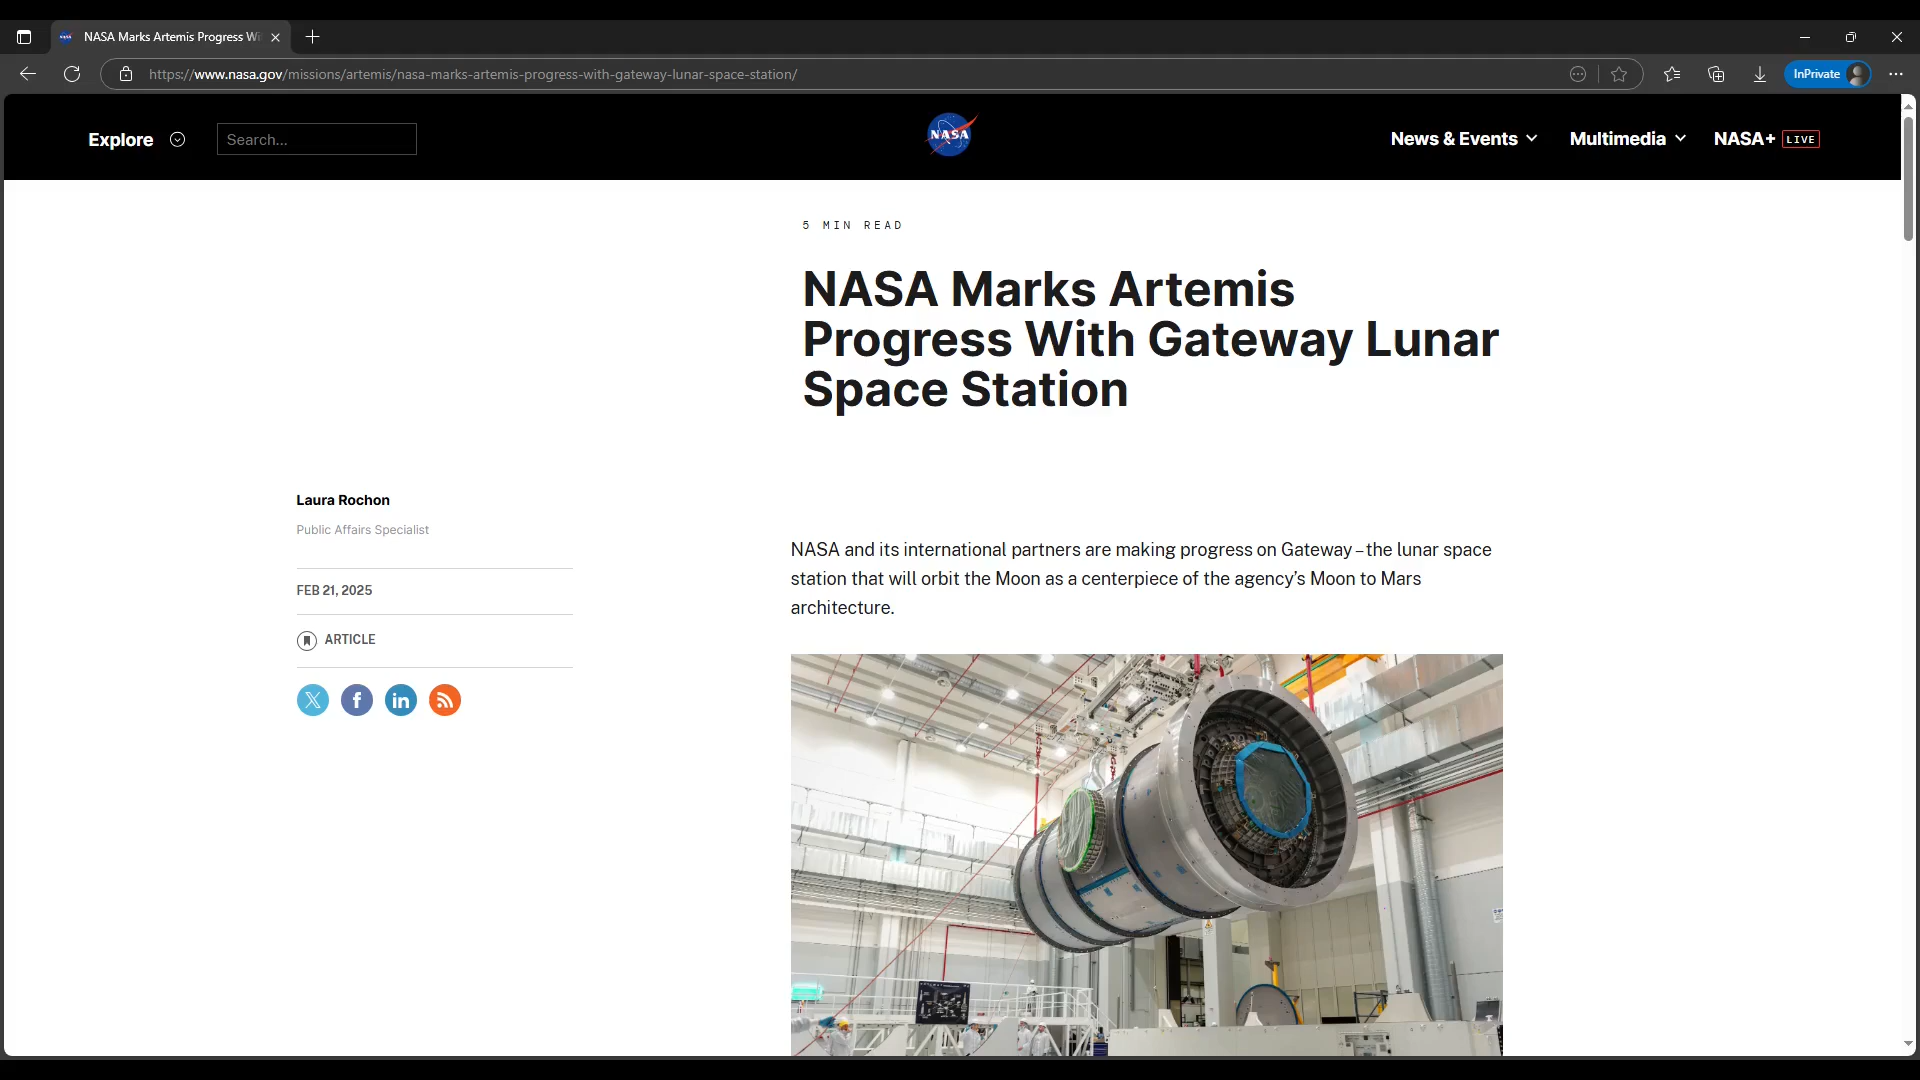 NASA Marks Artemis Progress Wi
https://www.nasa.gov/missions/artemis/nasa-marks-artemis-progress-with-gateway-lunar-space-station/
InPrivate
Explore
Search...
NASA
News & Events
Multimedia
NASA+ LIVE
5 MIN READ
NASA Marks Artemis
Progress With Gateway Lunar
Space Station
Laura Rochon
Public Affairs Specialist
FEB 21, 2025
ARTICLE
NASA and its international partners are making progress on Gateway – the lunar space
station that will orbit the Moon as a centerpiece of the agency’s Moon to Mars
architecture.